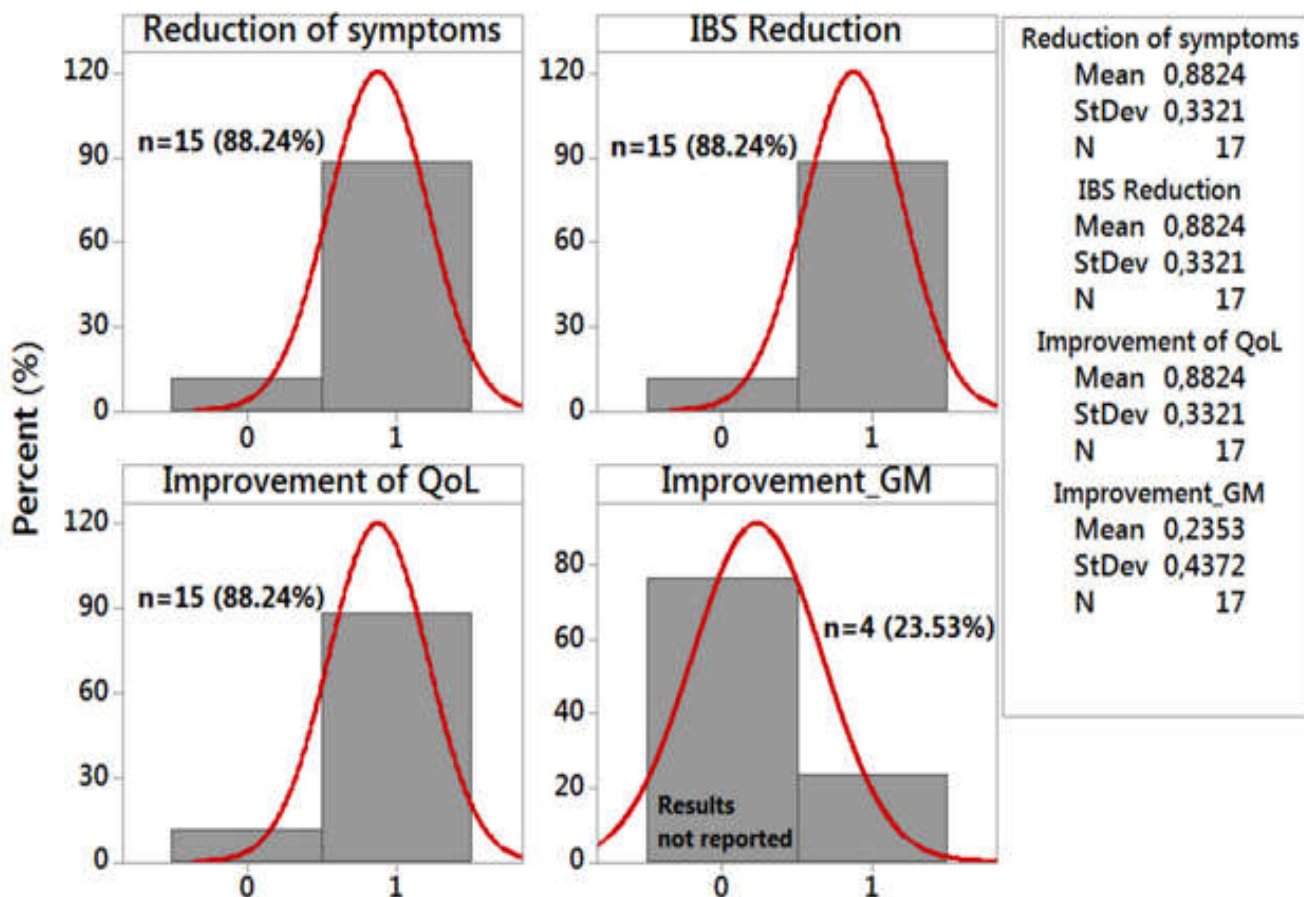 Reduction of symptoms
IBS Reduction
120
90
60
30
0
n=15 (88.24%)
0 1
120
90
60
30
0
n=15 (88.24%)
0 1
Percent (%)
Improvement of QoL
Improvement_GM
120
90
60
30
0
n=15 (88.24%)
0 1
80
60
40
20
0
n=4 (23.53%)
Results
not reported
0 1
Reduction of symptoms
Mean 0,8824
StDev 0,3321
N 17
IBS Reduction
Mean 0,8824
StDev 0,3321
N 17
Improvement of QoL
Mean 0,8824
StDev 0,3321
N 17
Improvement_GM
Mean 0,2353
StDev 0,4372
N 17